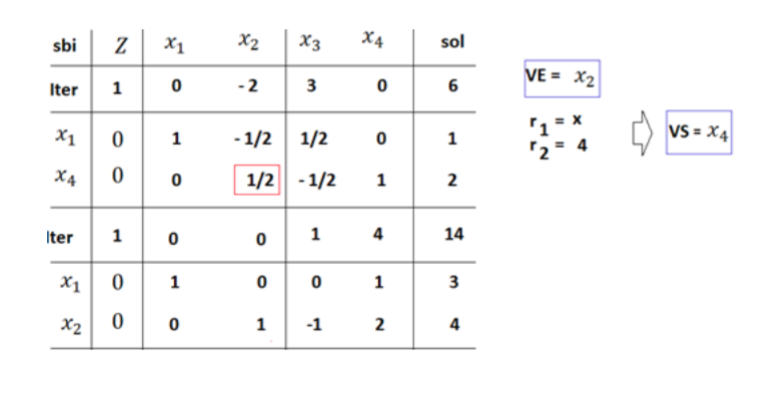 sbi Z x₁ x₂ x₃ x₄ sol
Iter 1 0 -2 3 0 6
x₁ 0 1 -1/2 1/2 0 1
x₄ 0 0 1/2 -1/2 1 2
Iter 1 0 0 1 4 14
x₁ 0 1 0 0 1 3
x₂ 0 0 1 -1 2 4
VE = x₂
r₁ = x
r₂ = 4
VS = x₄